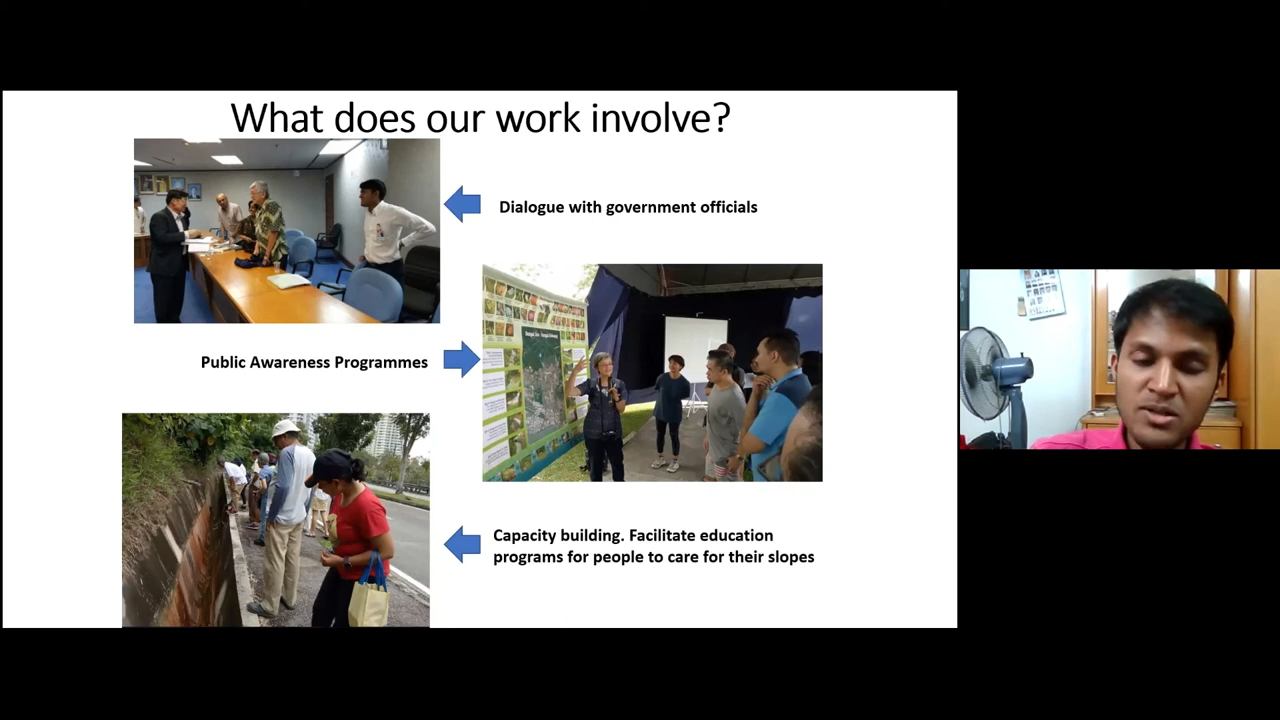 What does our work involve?
Dialogue with government officials
Public Awareness Programmes
Capacity building. Facilitate education
programs for people to care for their slopes